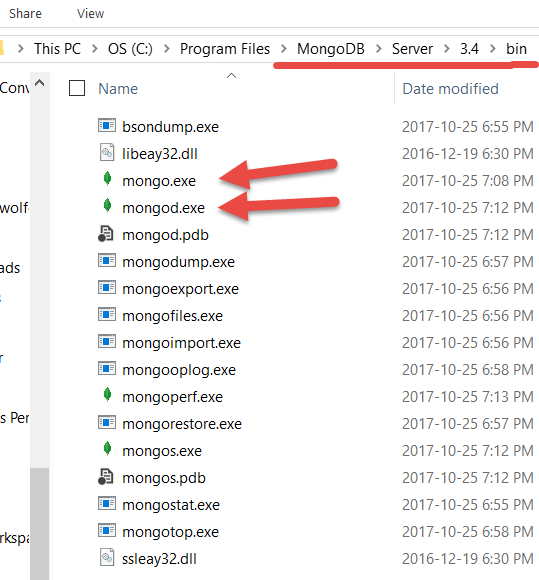 Share View
This PC OS (C:) Program Files MongoDB Server 3.4 bin
Name Date modified
bsondump.exe 2017-10-25 6:55 PM
libeay32.dll 2016-12-19 6:30 PM
mongo.exe 2017-10-25 7:08 PM
mongod.exe 2017-10-25 7:12 PM
mongod.pdb 2017-10-25 7:12 PM
mongodump.exe 2017-10-25 6:57 PM
mongoexport.exe 2017-10-25 6:56 PM
mongofiles.exe 2017-10-25 6:56 PM
mongoimport.exe 2017-10-25 6:56 PM
mongooplog.exe 2017-10-25 6:58 PM
mongoperf.exe 2017-10-25 7:13 PM
mongorestore.exe 2017-10-25 6:57 PM
mongos.exe 2017-10-25 7:12 PM
mongos.pdb 2017-10-25 7:12 PM
mongostat.exe 2017-10-25 6:55 PM
mongotop.exe 2017-10-25 6:58 PM
ssleay32.dll 2016-12-19 6:30 PM